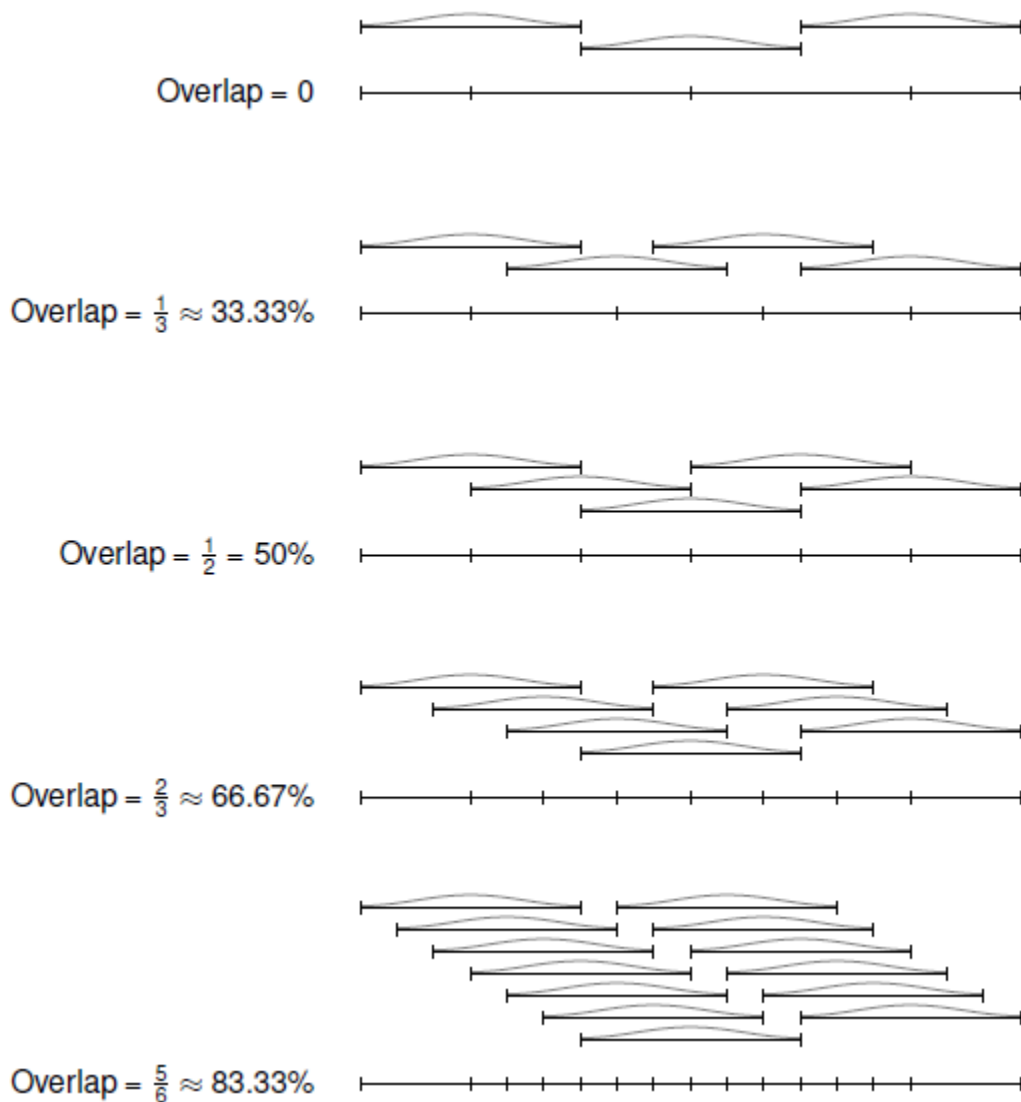 Overlap = 0
Overlap = 1/3 ≈ 33.33%
Overlap = 1/2 = 50%
Overlap = 2/3 ≈ 66.67%
Overlap = 5/6 ≈ 83.33%